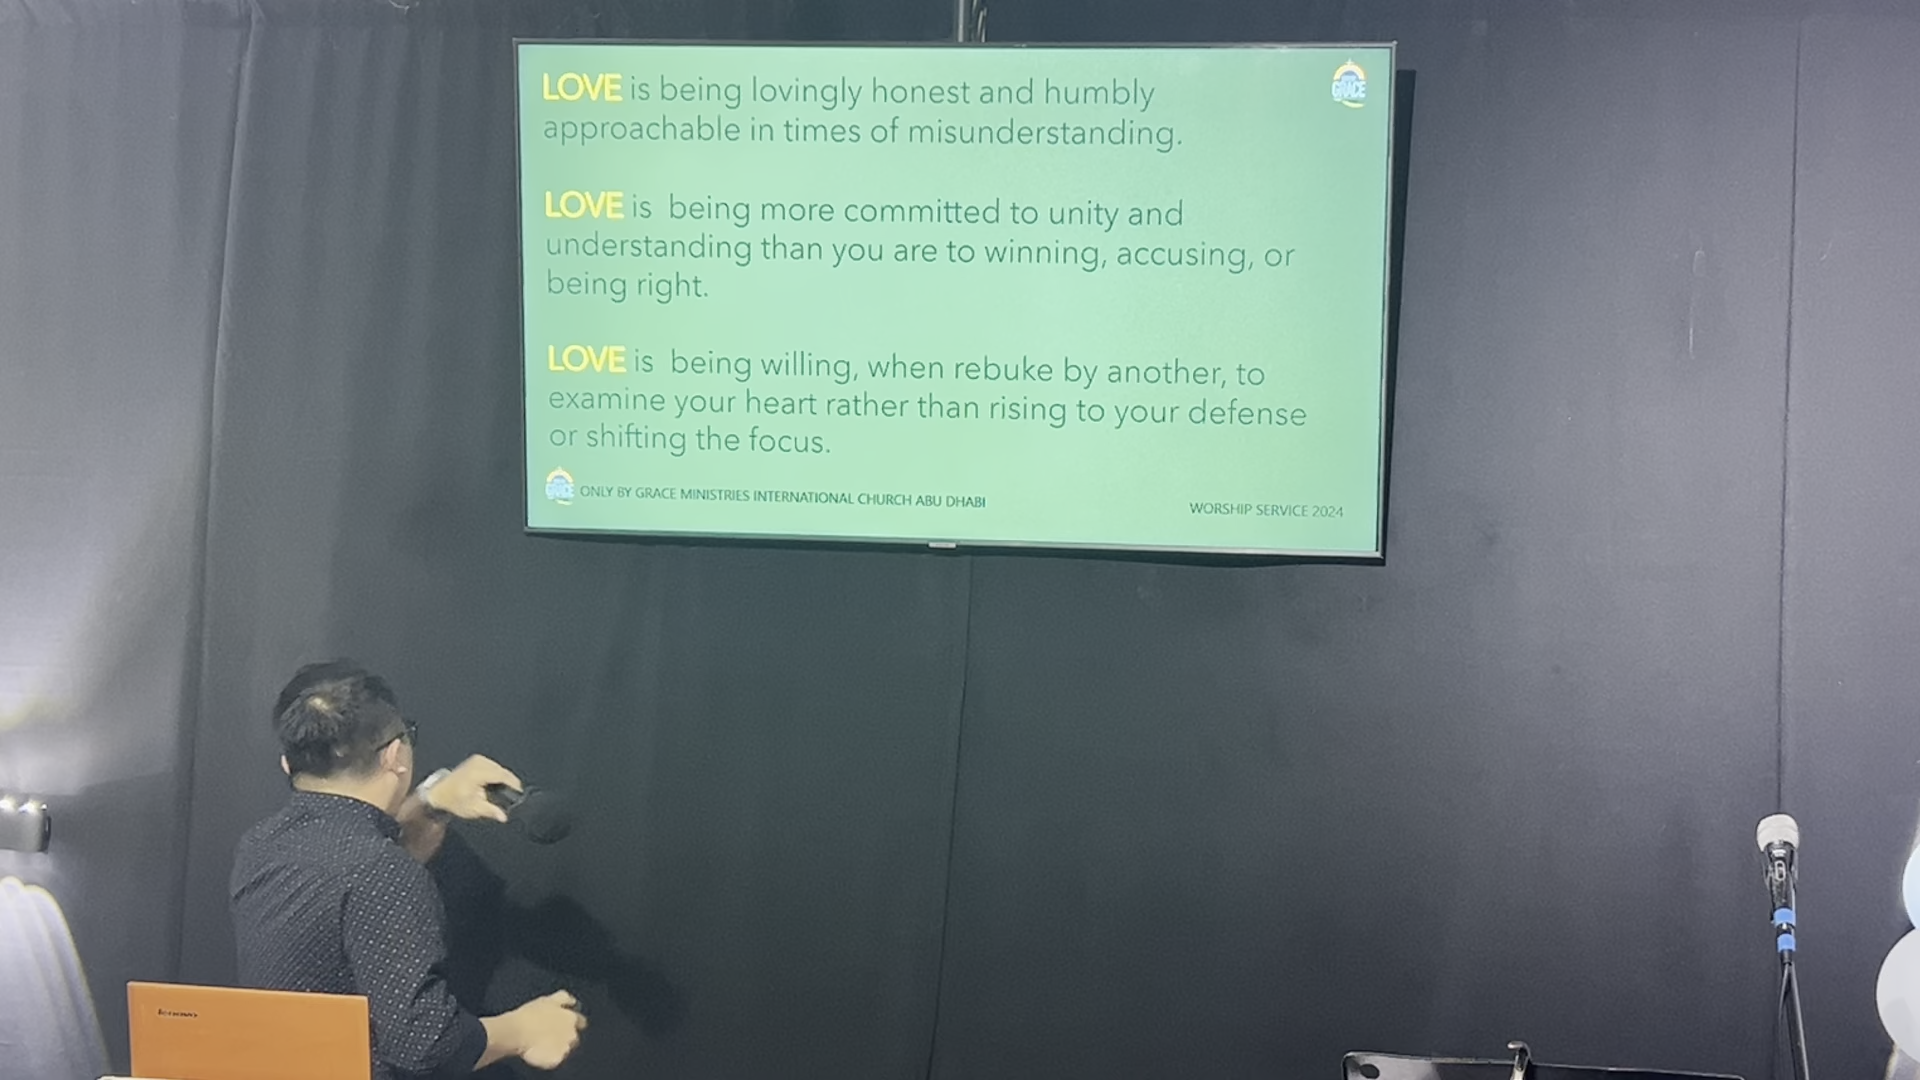 LOVE is being lovingly honest and humbly
approachable in times of misunderstanding.
LOVE is being more committed to unity and
understanding than you are to winning, accusing, or
being right.
LOVE is being willing, when rebuke by another, to
examine your heart rather than rising to your defense
or shifting the focus.
GRACE
GRACE
ONLY BY GRACE MINISTRIES INTERNATIONAL CHURCH ABU DHABI
WORSHIP SERVICE 2024
lenovo